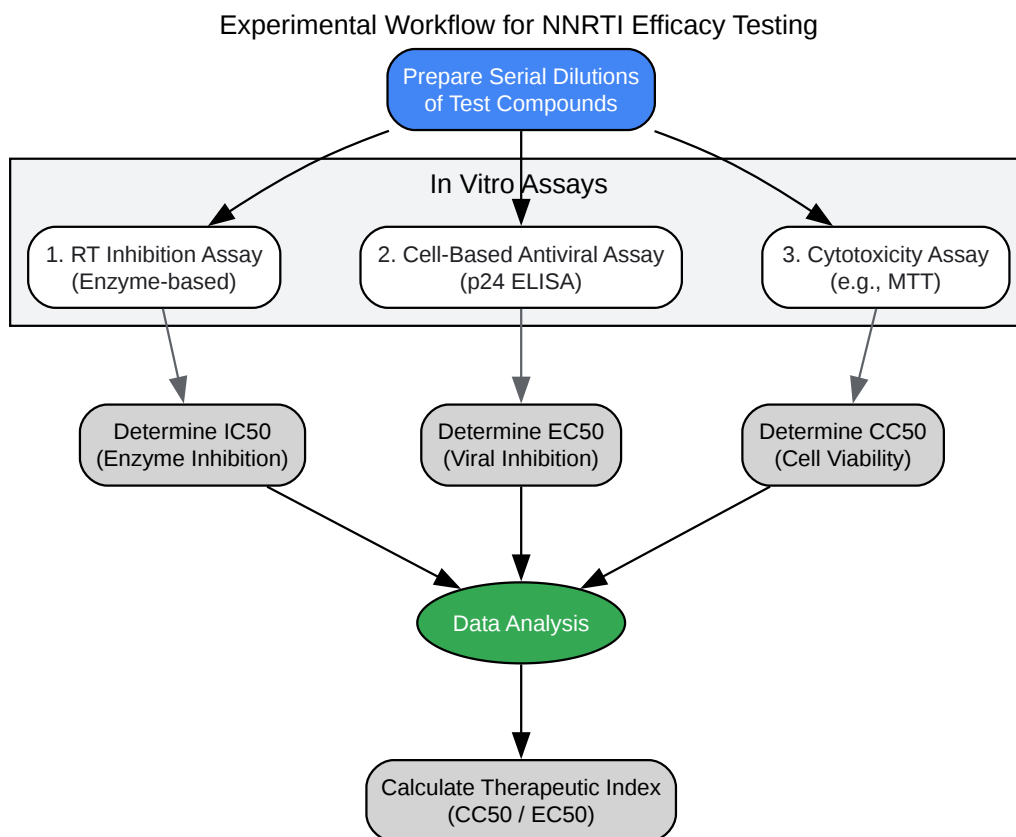 Experimental Workflow for NNRTI Efficacy Testing
Prepare Serial Dilutions
of Test Compounds
In Vitro Assays
1. RT Inhibition Assay
(Enzyme-based)
2. Cell-Based Antiviral Assay
(p24 ELISA)
3. Cytotoxicity Assay
(e.g., MTT)
Determine IC50
(Enzyme Inhibition)
Determine EC50
(Viral Inhibition)
Determine CC50
(Cell Viability)
Data Analysis
Calculate Therapeutic Index
(CC50 / EC50)